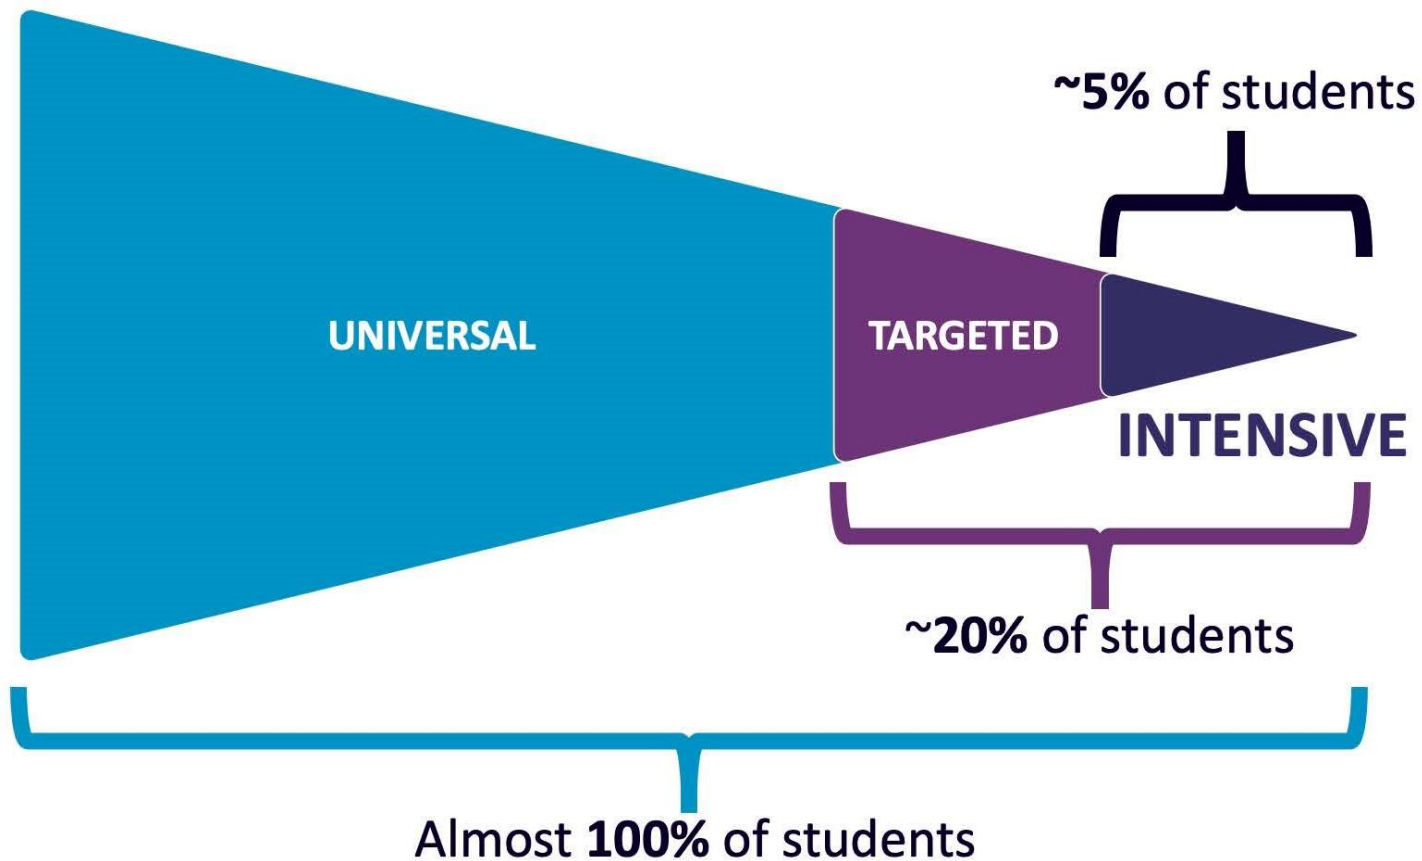 ~5% of students
UNIVERSAL
TARGETED
INTENSIVE
~20% of students
Almost 100% of students